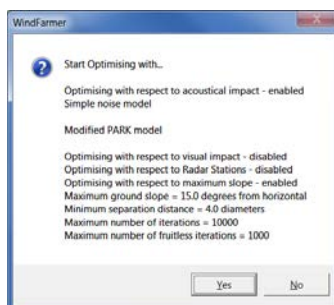 WindFarmer
Start Optimising with...
Optimising with respect to acoustical impact - enabled
Simple noise model
Modified PARK model
Optimising with respect to visual impact - disabled
Optimising with respect to Radar Stations - disabled
Optimising with respect to maximum slope - enabled
Maximum ground slope = 15.0 degrees from horizontal
Minimum separation distance = 4.0 diameters
Maximum number of iterations = 10000
Maximum number of fruitless iterations = 1000
Yes
No